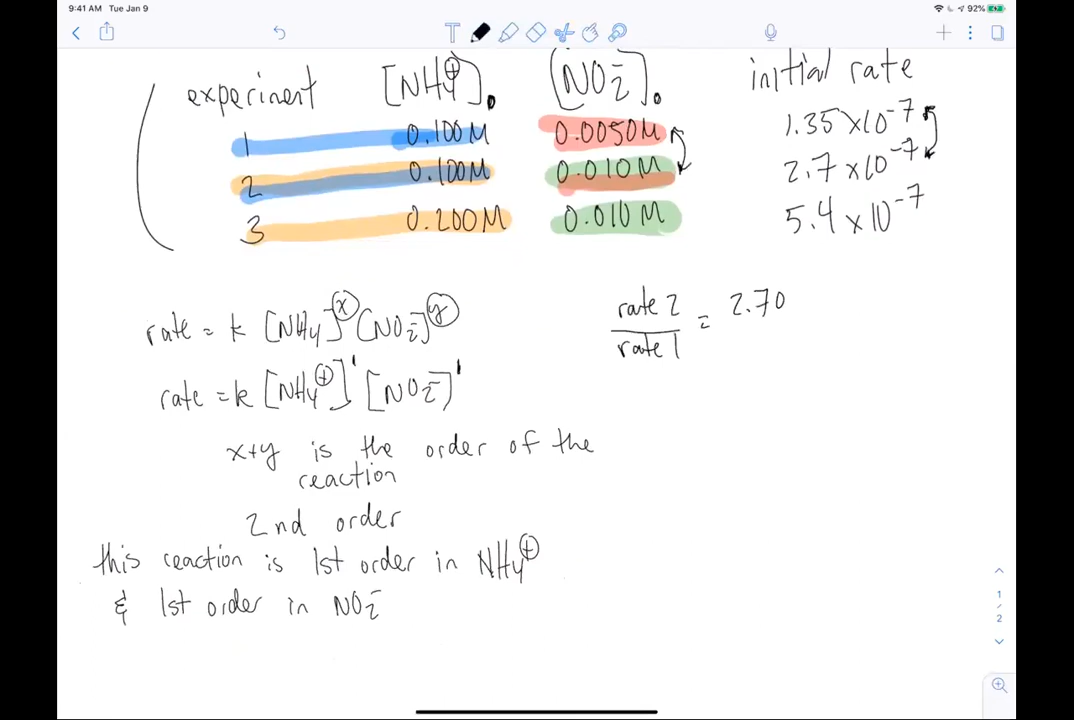 9:41 AM Tue Jan 9
92%
experiment [NH4⊕]₀ [NO2⁻]₀ initial rate
1 0.100M 0.0050M 1.35 × 10⁻⁷
2 0.100M 0.010M 2.7 × 10⁻⁷
3 0.200M 0.010M 5.4 × 10⁻⁷
rate = k [NH4]ˣ [NO2⁻]ʸ
rate = k [NH4⊕]¹ [NO2⁻]¹
x+y is the order of the
reaction
2nd order
this reaction is 1st order in NH4⊕
& 1st order in NO2⁻
rate 2 / rate 1 = 2.70
1 / 2